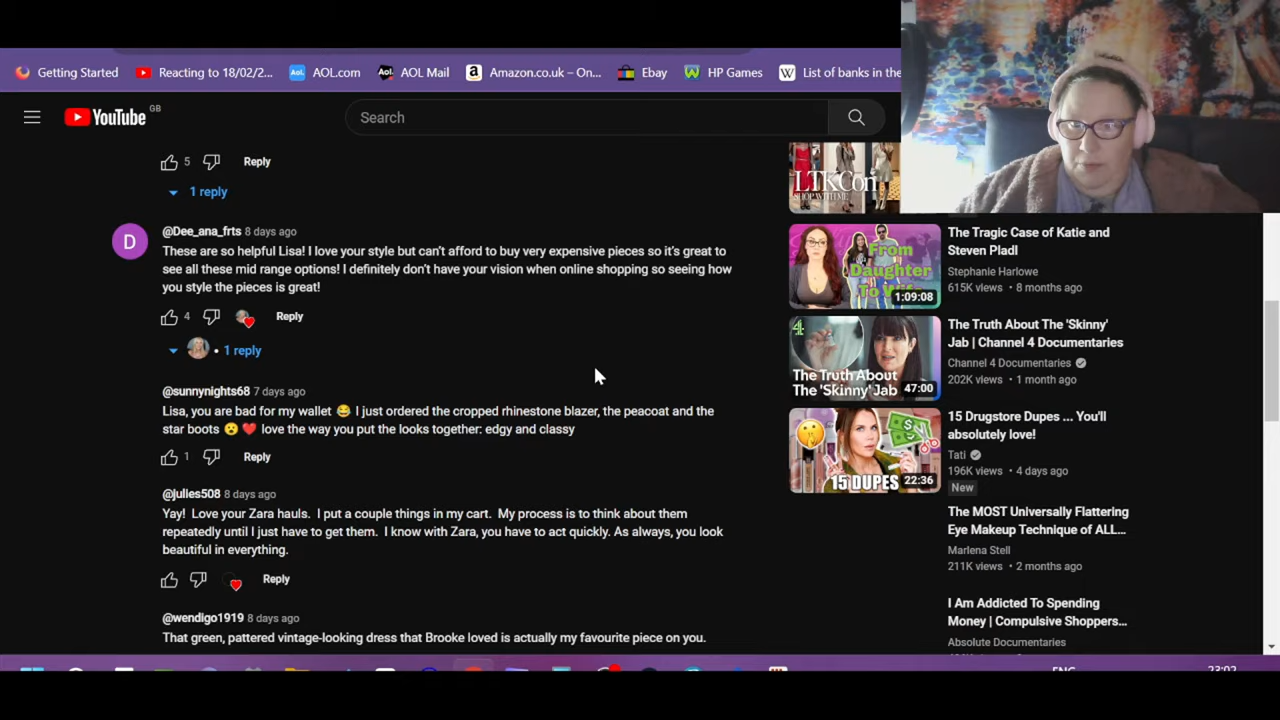 Getting Started
Reacting to 18/02/2...
AOL.com
AOL Mail
Amazon.co.uk – On...
Ebay
HP Games
List of banks in the
YouTube GB
Search
5
Reply
1 reply
@Dee_ana_frts 8 days ago
These are so helpful Lisa! I love your style but can't afford to buy very expensive pieces so it's great to
see all these mid range options! I definitely don't have your vision when online shopping so seeing how
you style the pieces is great!
4
Reply
1 reply
@sunnynights68 7 days ago
Lisa, you are bad for my wallet 😂 I just ordered the cropped rhinestone blazer, the peacoat and the
star boots 😮 ❤️ love the way you put the looks together: edgy and classy
1
Reply
@julies508 8 days ago
Yay! Love your Zara hauls. I put a couple things in my cart. My process is to think about them
repeatedly until I just have to get them. I know with Zara, you have to act quickly. As always, you look
beautiful in everything.
Reply
@wendigo1919 8 days ago
That green, pattered vintage-looking dress that Brooke loved is actually my favourite piece on you.
LTKCon
SHOP WITH ME
From
Daughter
To Wife
1:09:08
The Tragic Case of Katie and
Steven Pladl
Stephanie Harlowe
615K views • 8 months ago
4
The Truth About
The 'Skinny'
47:00
The Truth About The 'Skinny'
Jab | Channel 4 Documentaries
Channel 4 Documentaries
202K views • 1 month ago
15 DUPES
22:36
15 Drugstore Dupes ... You'll
absolutely love!
Tati
196K views • 4 days ago
New
The MOST Universally Flattering
Eye Makeup Technique of ALL...
Marlena Stell
211K views • 2 months ago
I Am Addicted To Spending
Money | Compulsive Shoppers...
Absolute Documentaries
ENG
23:02